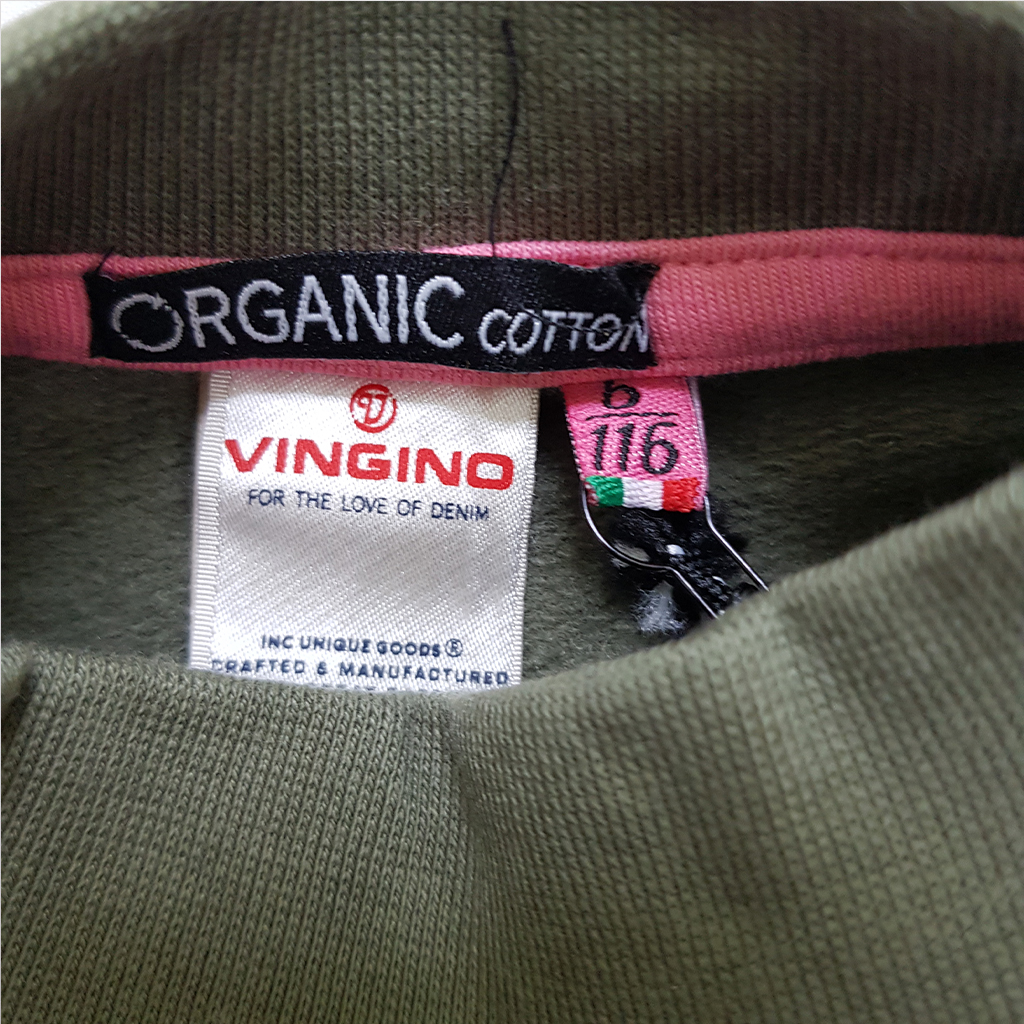 ORGANIC COTTON
VINGINO
FOR THE LOVE OF DENIM
INC UNIQUE GOODS®
CRAFTED & MANUFACTURED
6
116